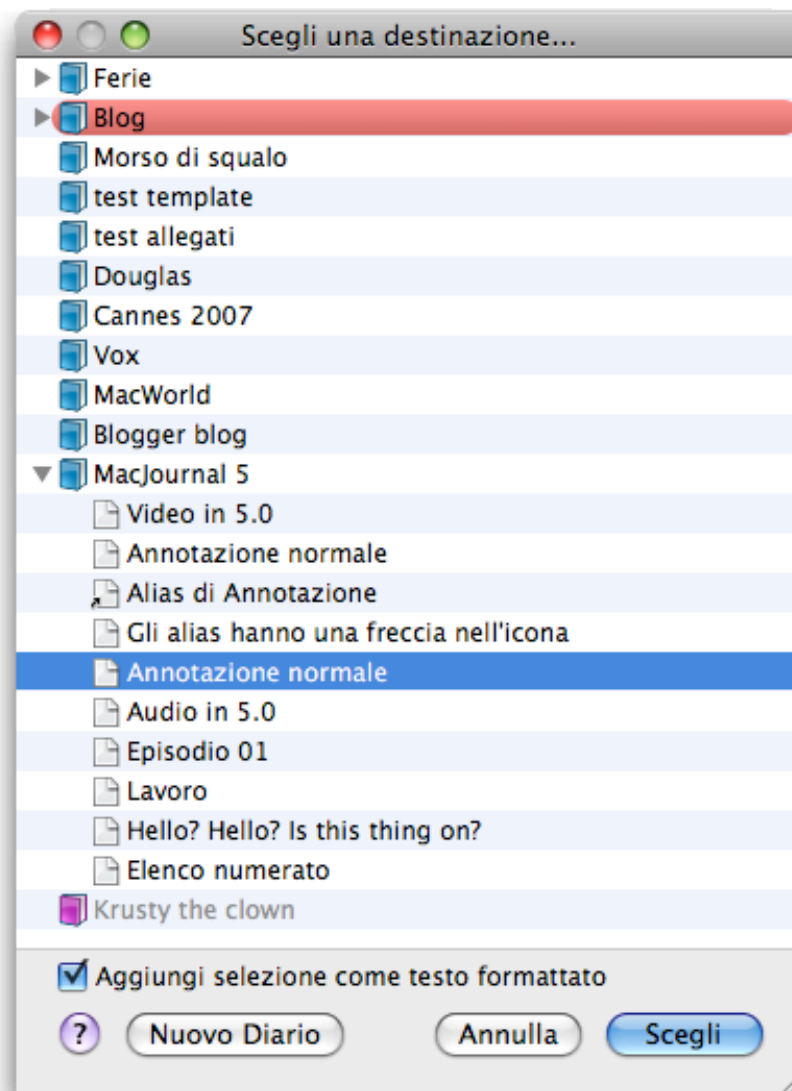 Scegli una destinazione...
Ferie
Blog
Morso di squalo
test template
test allegati
Douglas
Cannes 2007
Vox
MacWorld
Blogger blog
MacJournal 5
Video in 5.0
Annotazione normale
Alias di Annotazione
Gli alias hanno una freccia nell'icona
Annotazione normale
Audio in 5.0
Episodio 01
Lavoro
Hello? Hello? Is this thing on?
Elenco numerato
Krusty the clown
Aggiungi selezione come testo formattato
? Nuovo Diario Annulla Scegli